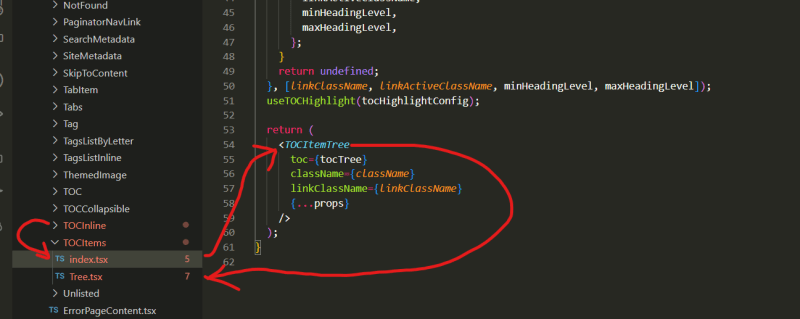 NotFound
PaginatorNavLink
SearchMetadata
SiteMetadata
SkipToContent
TabItem
Tabs
Tag
TagsListByLetter
TagsListInline
ThemedImage
TOC
TOCCollapsible
TOCInline
TOCItems
TS index.tsx 5
TS Tree.tsx 7
Unlisted
TS ErrorPageContent.tsx
45 minHeadingLevel,
46 maxHeadingLevel,
47 };
48 }
49 return undefined;
50 }, [linkClassName, linkActiveClassName, minHeadingLevel, maxHeadingLevel]);
51 useTOCHighlight(tocHighlightConfig);
52
53 return (
54 <TOCItemTree
55 toc={tocTree}
56 className={className}
57 linkClassName={linkClassName}
58 {...props}
59 />
60 );
61 }
62